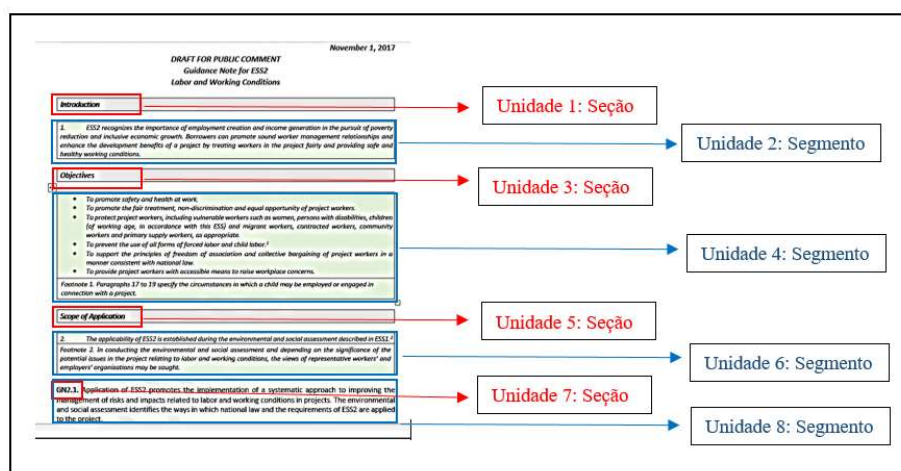 November 1, 2017
DRAFT FOR PUBLIC COMMENT
Guidance Note for ESS2
Labor and Working Conditions
Introduction
Unidade 1: Seção
1. ESS2 recognizes the importance of employment creation and income generation in the pursuit of poverty
reduction and inclusive economic growth. Borrowers can promote sound worker management relationships and
enhance the development benefits of a project by treating workers in the project fairly and providing safe and
healthy working conditions.
Unidade 2: Segmento
Objectives
Unidade 3: Seção
• To promote safety and health at work.
• To promote the fair treatment, non-discrimination and equal opportunity of project workers.
• To protect project workers, including vulnerable workers such as women, persons with disabilities, children
(of working age, in accordance with this ESS) and migrant workers, contracted workers, community
workers and primary supply workers, as appropriate.
• To prevent the use of all forms of forced labor and child labor.1
• To support the principles of freedom of association and collective bargaining of project workers in a
manner consistent with national law.
• To provide project workers with accessible means to raise workplace concerns.
Footnote 1. Paragraphs 17 to 19 specify the circumstances in which a child may be employed or engaged in
connection with a project.
Unidade 4: Segmento
Scope of Application
Unidade 5: Seção
2. The applicability of ESS2 is established during the environmental and social assessment described in ESS1.2
Footnote 2. In conducting the environmental and social assessment and depending on the significance of the
potential issues in the project relating to labor and working conditions, the views of representative workers' and
employers' organisations may be sought.
Unidade 6: Segmento
GN2.1. Application of ESS2 promotes the implementation of a systematic approach to improving the
management of risks and impacts related to labor and working conditions in projects. The environmental
and social assessment identifies the ways in which national law and the requirements of ESS2 are applied
to the project.
Unidade 7: Seção
Unidade 8: Segmento